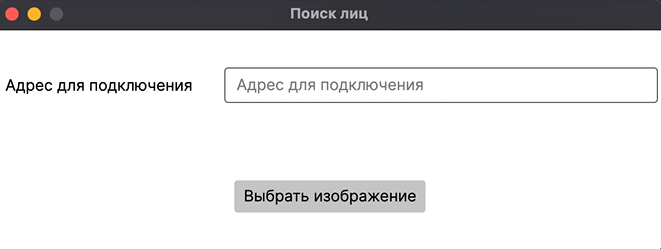 Поиск лиц
Адрес для подключения Адрес для подключения
Выбрать изображение